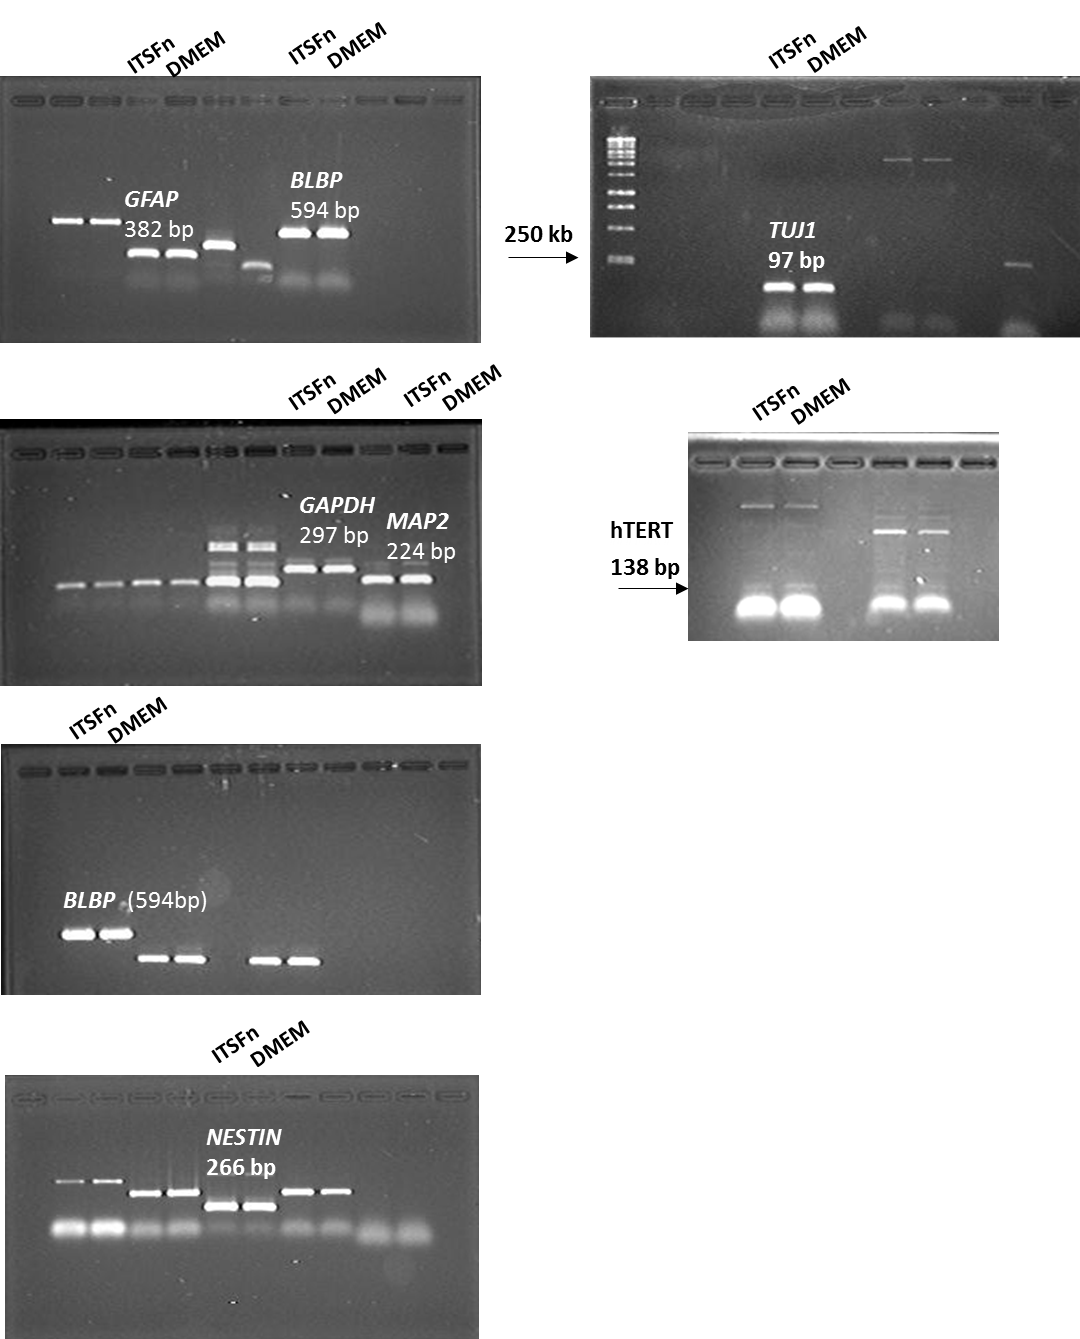 ITSFn DMEM
ITSFn DMEM
GFAP
382 bp
BLBP
594 bp
ITSFn DMEM
250 kb
TUJ1
97 bp
ITSFn DMEM
ITSFn DMEM
GAPDH
297 bp
MAP2
224 bp
ITSFn DMEM
hTERT
138 bp
ITSFn DMEM
BLBP (594bp)
ITSFn DMEM
NESTIN
266 bp